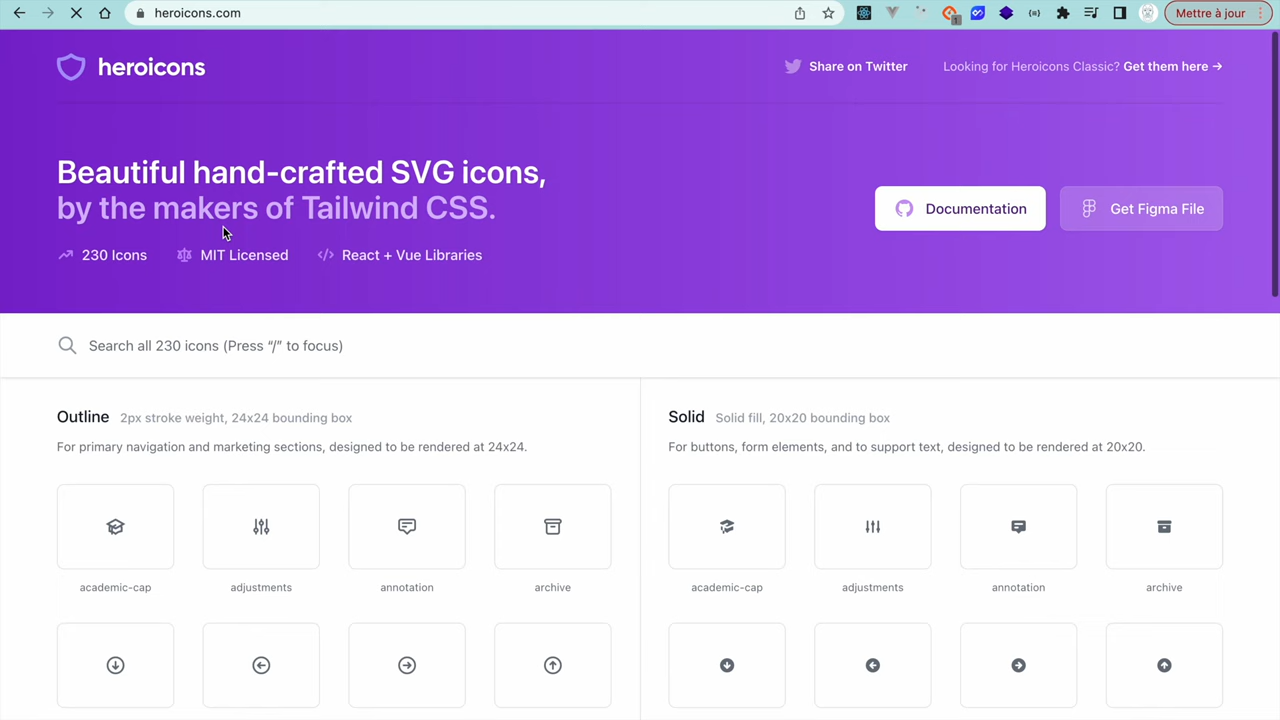 heroicons.com
1
Mettre à jour
heroicons
Share on Twitter
Looking for Heroicons Classic? Get them here →
Beautiful hand-crafted SVG icons,
by the makers of Tailwind CSS.
Documentation
Get Figma File
230 Icons
MIT Licensed
React + Vue Libraries
Search all 230 icons (Press “/” to focus)
Outline 2px stroke weight, 24x24 bounding box
For primary navigation and marketing sections, designed to be rendered at 24x24.
Solid Solid fill, 20x20 bounding box
For buttons, form elements, and to support text, designed to be rendered at 20x20.
academic-cap
adjustments
annotation
archive
academic-cap
adjustments
annotation
archive